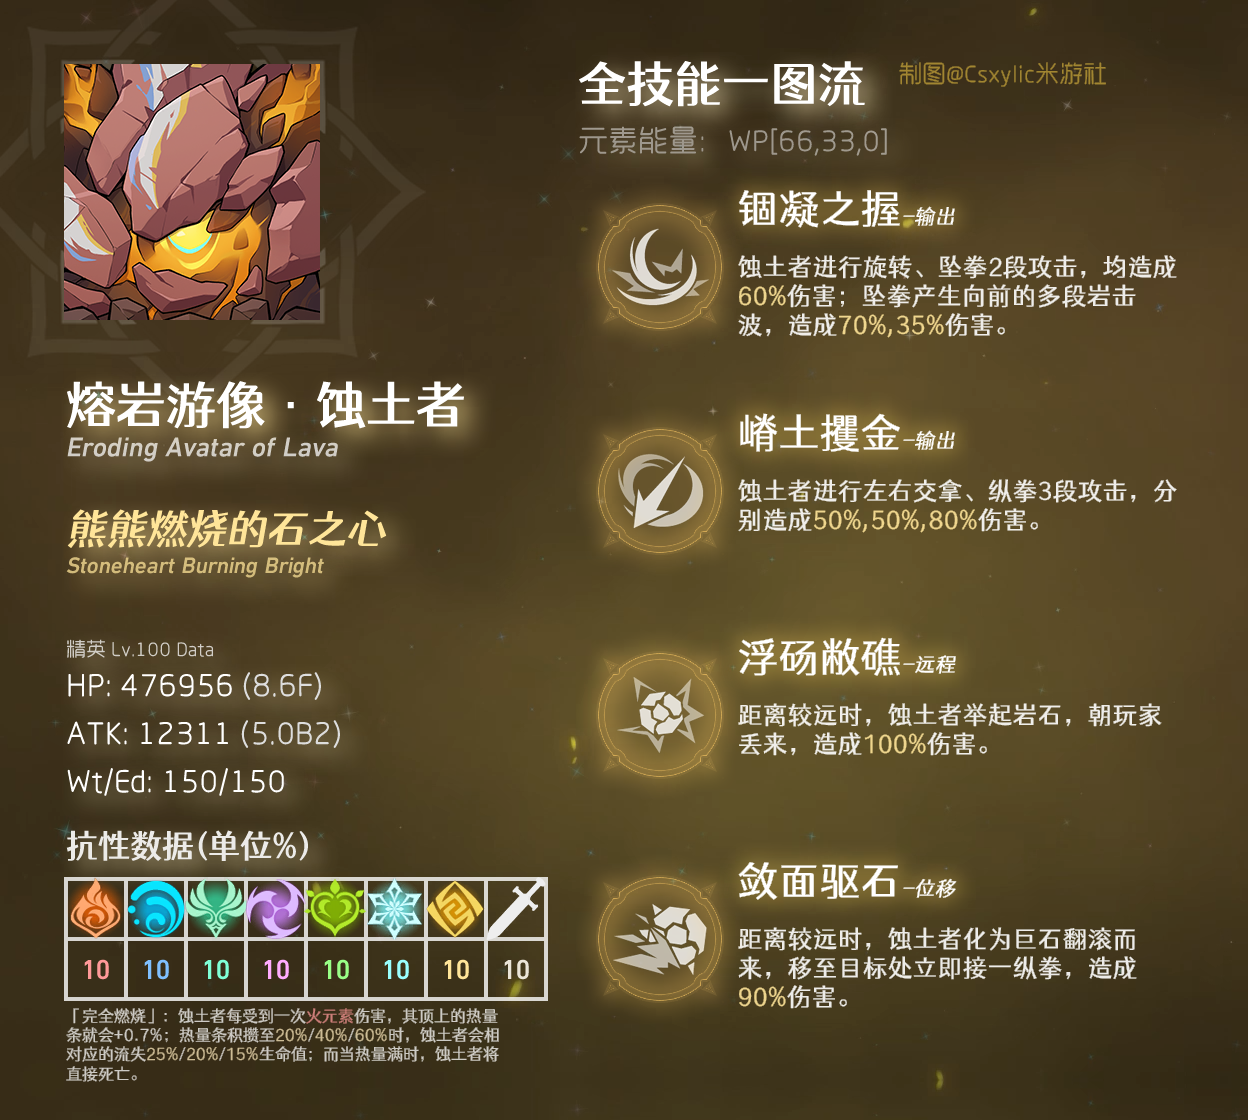 全技能一图流
制图@Csxylic米游社
元素能量： WP[66,33,0]
锢凝之握–输出
蚀土者进行旋转、坠拳2段攻击，均造成
60%伤害；坠拳产生向前的多段岩击
波，造成70%,35%伤害。
嵴土攫金–输出
蚀土者进行左右交拿、纵拳3段攻击，分
别造成50%,50%,80%伤害。
浮砀敝礁–远程
距离较远时，蚀土者举起岩石，朝玩家
丢来，造成100%伤害。
敛面驱石–位移
距离较远时，蚀土者化为巨石翻滚而
来，移至目标处立即接一纵拳，造成
90%伤害。
熔岩游像·蚀土者
Eroding Avatar of Lava
熊熊燃烧的石之心
Stoneheart Burning Bright
精英 Lv.100 Data
HP: 476956 (8.6F)
ATK: 12311 (5.0B2)
Wt/Ed: 150/150
抗性数据(单位%)
10 10 10 10 10 10 10 10
「完全燃烧」：蚀土者每受到一次火元素伤害，其顶上的热量
条就会+0.7%；热量条积攒至20%/40%/60%时，蚀土者会相
对应的流失25%/20%/15%生命值；而当热量满时，蚀土者将
直接死亡。